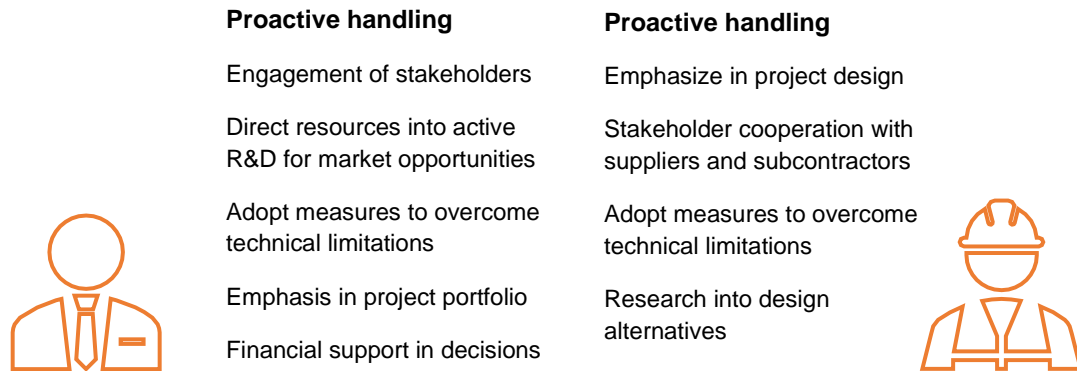 Proactive handling
Engagement of stakeholders
Direct resources into active
R&D for market opportunities
Adopt measures to overcome
technical limitations
Emphasis in project portfolio
Financial support in decisions
Proactive handling
Emphasize in project design
Stakeholder cooperation with
suppliers and subcontractors
Adopt measures to overcome
technical limitations
Research into design
alternatives